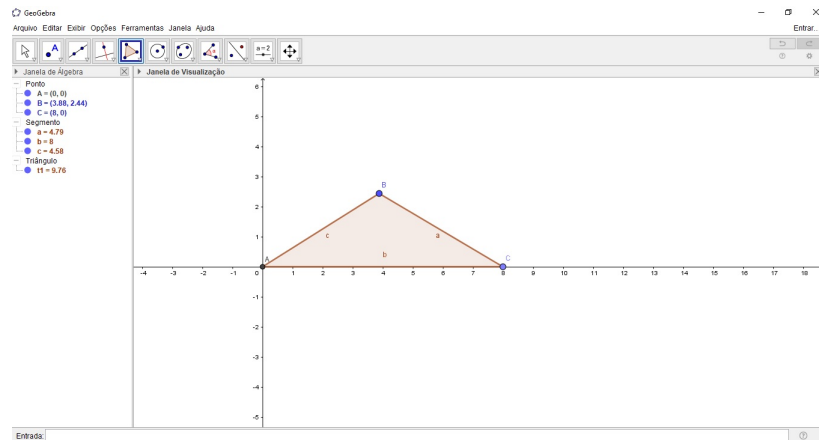 GeoGebra
Arquivo Editar Exibir Opções Ferramentas Janela Ajuda
Entrar...
A
a=2
Janela de Álgebra
Janela de Visualização
Ponto
A = (0, 0)
B = (3.88, 2.44)
C = (8, 0)
Segmento
a = 4.79
b = 8
c = 4.58
Triângulo
t1 = 9.76
6
5
4
3
2
1
B
c
a
b
A
C
-4 -3 -2 -1 0 1 2 3 4 5 6 7 8 9 10 11 12 13 14 15 16 17 18
-1
-2
-3
-4
-5
Entrada: